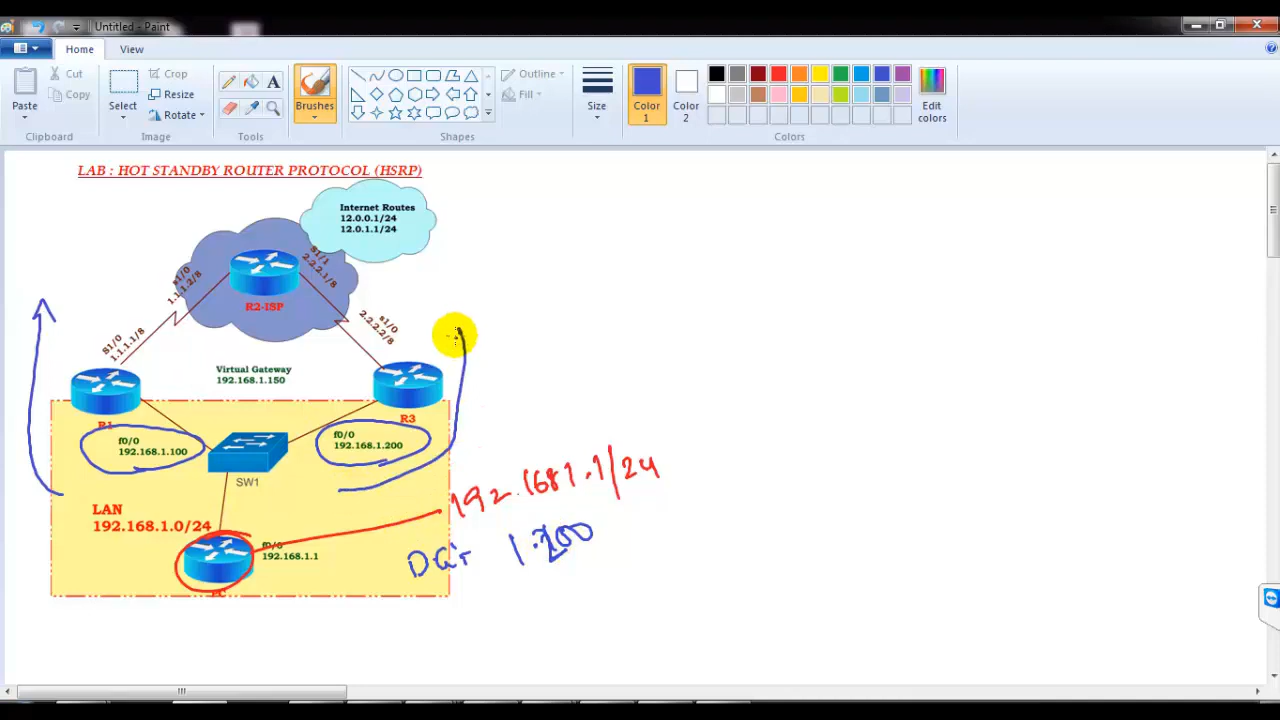 Untitled - Paint
Home
View
Paste
Cut
Copy
Clipboard
Select
Crop
Resize
Rotate
Image
Tools
Brushes
Outline
Fill
Shapes
Size
Color 1
Color 2
Edit colors
Colors
LAB : HOT STANDBY ROUTER PROTOCOL (HSRP)
Internet Routes
12.0.0.1/24
12.0.1.1/24
s1/0
1.1.1.2/8
S1/1
2.2.2.1/8
R2-ISP
S1/0
1.1.1.1/8
s1/0
2.2.2.2/8
Virtual Gateway
192.168.1.150
R1
R3
f0/0
192.168.1.100
f0/0
192.168.1.200
SW1
192.1681.1/24
LAN
192.168.1.0/24
f0/0
192.168.1.1
PC
1.200